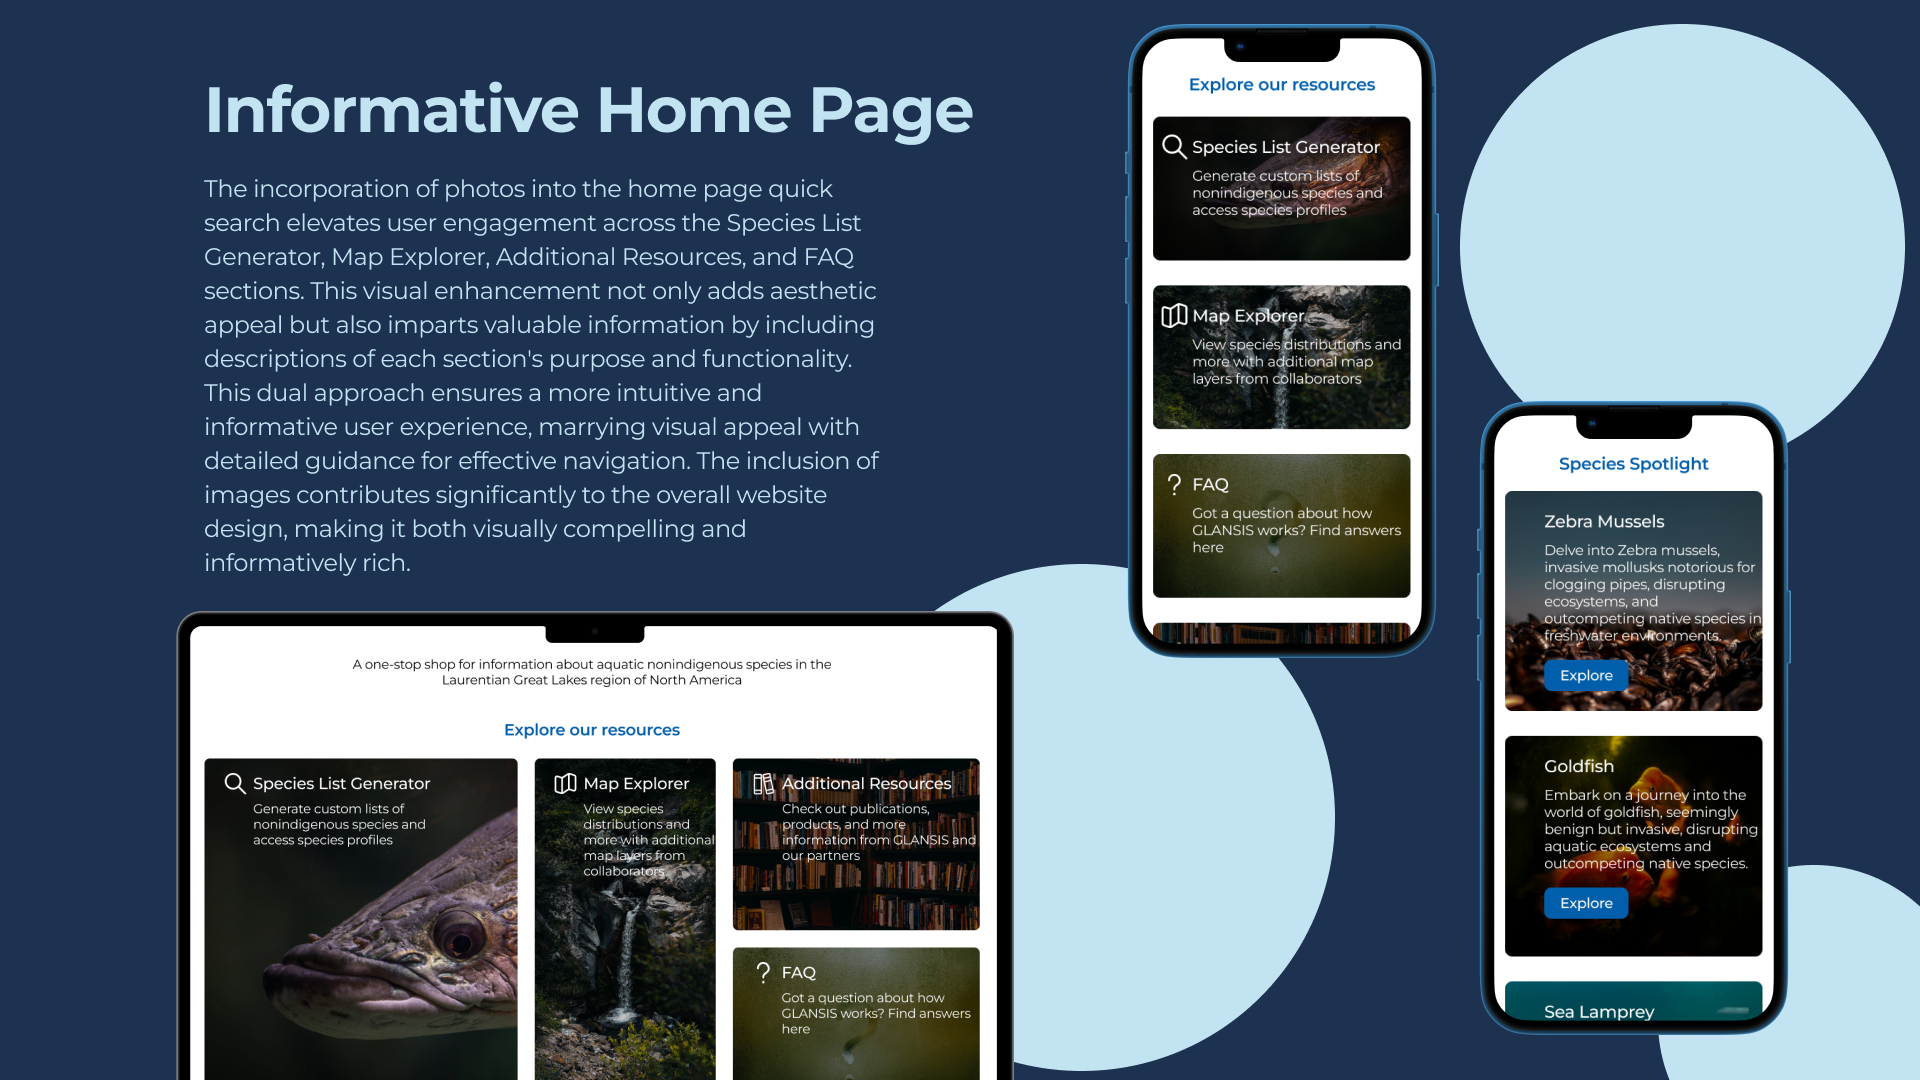 Informative Home Page
The incorporation of photos into the home page quick
search elevates user engagement across the Species List
Generator, Map Explorer, Additional Resources, and FAQ
sections. This visual enhancement not only adds aesthetic
appeal but also imparts valuable information by including
descriptions of each section's purpose and functionality.
This dual approach ensures a more intuitive and
informative user experience, marrying visual appeal with
detailed guidance for effective navigation. The inclusion of
images contributes significantly to the overall website
design, making it both visually compelling and
informatively rich.
A one-stop shop for information about aquatic nonindigenous species in the
Laurentian Great Lakes region of North America
Explore our resources
Species List Generator
Generate custom lists of
nonindigenous species and
access species profiles
Map Explorer
View species
distributions and
more with additional
map layers from
collaborators
Additional Resources
Check out publications,
products, and more
information from GLANSIS and
our partners
FAQ
Got a question about how
GLANSIS works? Find answers
here
Explore our resources
Species List Generator
Generate custom lists of
nonindigenous species and
access species profiles
Map Explorer
View species distributions and
more with additional map
layers from collaborators
FAQ
Got a question about how
GLANSIS works? Find answers
here
Species Spotlight
Zebra Mussels
Delve into Zebra mussels,
invasive mollusks notorious for
clogging pipes, disrupting
ecosystems, and
outcompeting native species in
freshwater environments.
Explore
Goldfish
Embark on a journey into the
world of goldfish, seemingly
benign but invasive, disrupting
aquatic ecosystems and
outcompeting native species.
Explore
Sea Lamprey